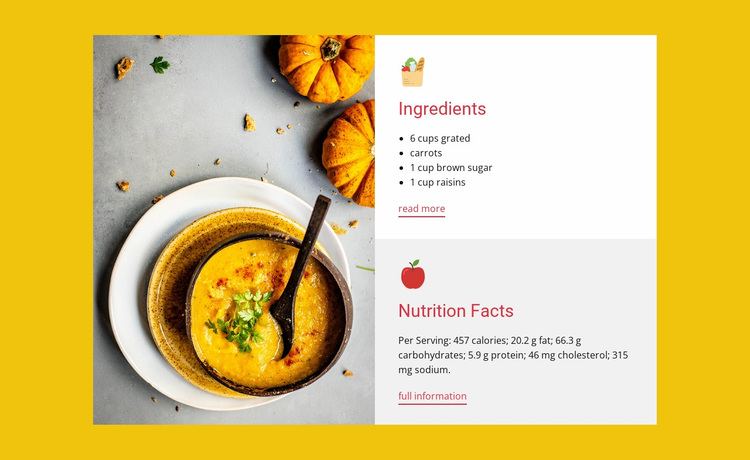 Ingredients
6 cups grated
carrots
1 cup brown sugar
1 cup raisins
read more
Nutrition Facts
Per Serving: 457 calories; 20.2 g fat; 66.3 g
carbohydrates; 5.9 g protein; 46 mg cholesterol; 315
mg sodium.
full information